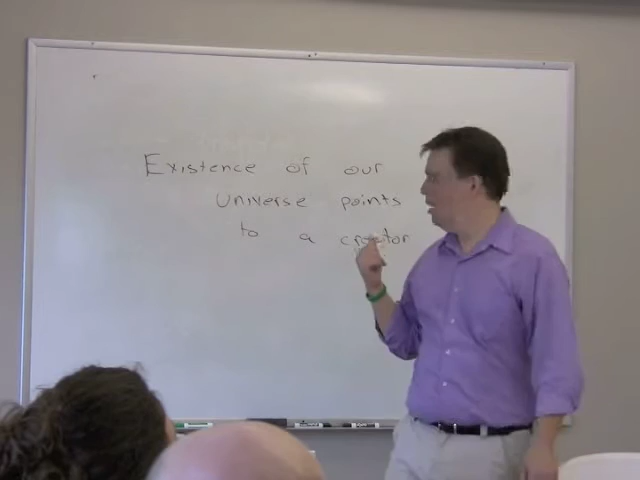 Existence of our
Universe points
to a creator